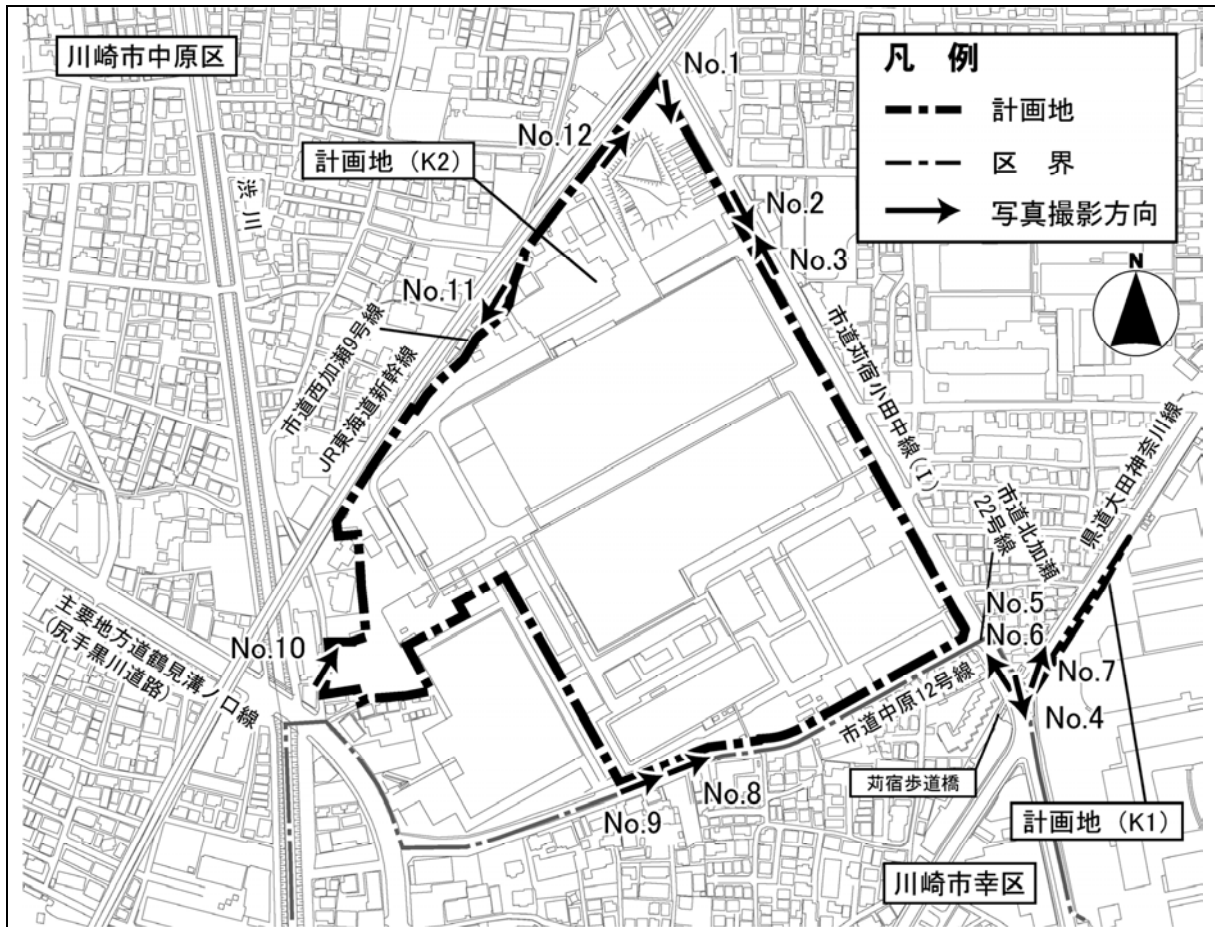 川崎市中原区
No.1
凡 例
計画地
区 界
写真撮影方向
N
No.12
計画地（K2）
渋川
No.2
No.3
No.11
市道西加瀬9号線
JR東海道新幹線
市道苅宿小田中線（Ⅰ）
県道大田神奈川線
市道北加瀬
22号線
No.5
No.6
No.7
No.4
主要地方道鶴見溝ノ口線
（尻手黒川道路）
No.10
市道中原12号線
苅宿歩道橋
No.8
No.9
計画地（K1）
川崎市幸区